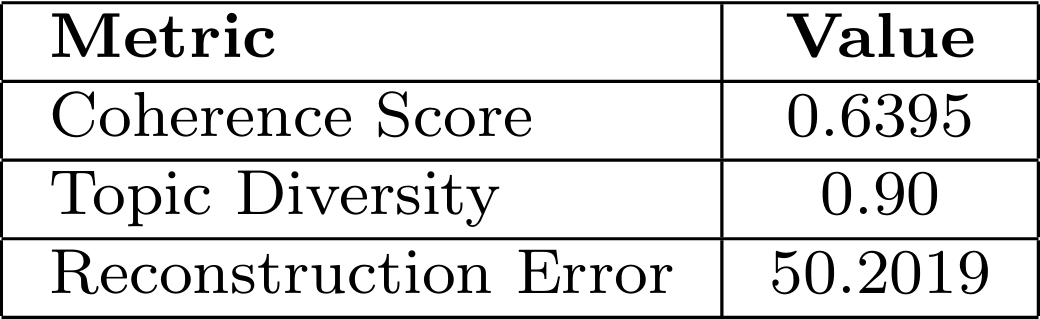 Metric Value
Coherence Score 0.6395
Topic Diversity 0.90
Reconstruction Error 50.2019